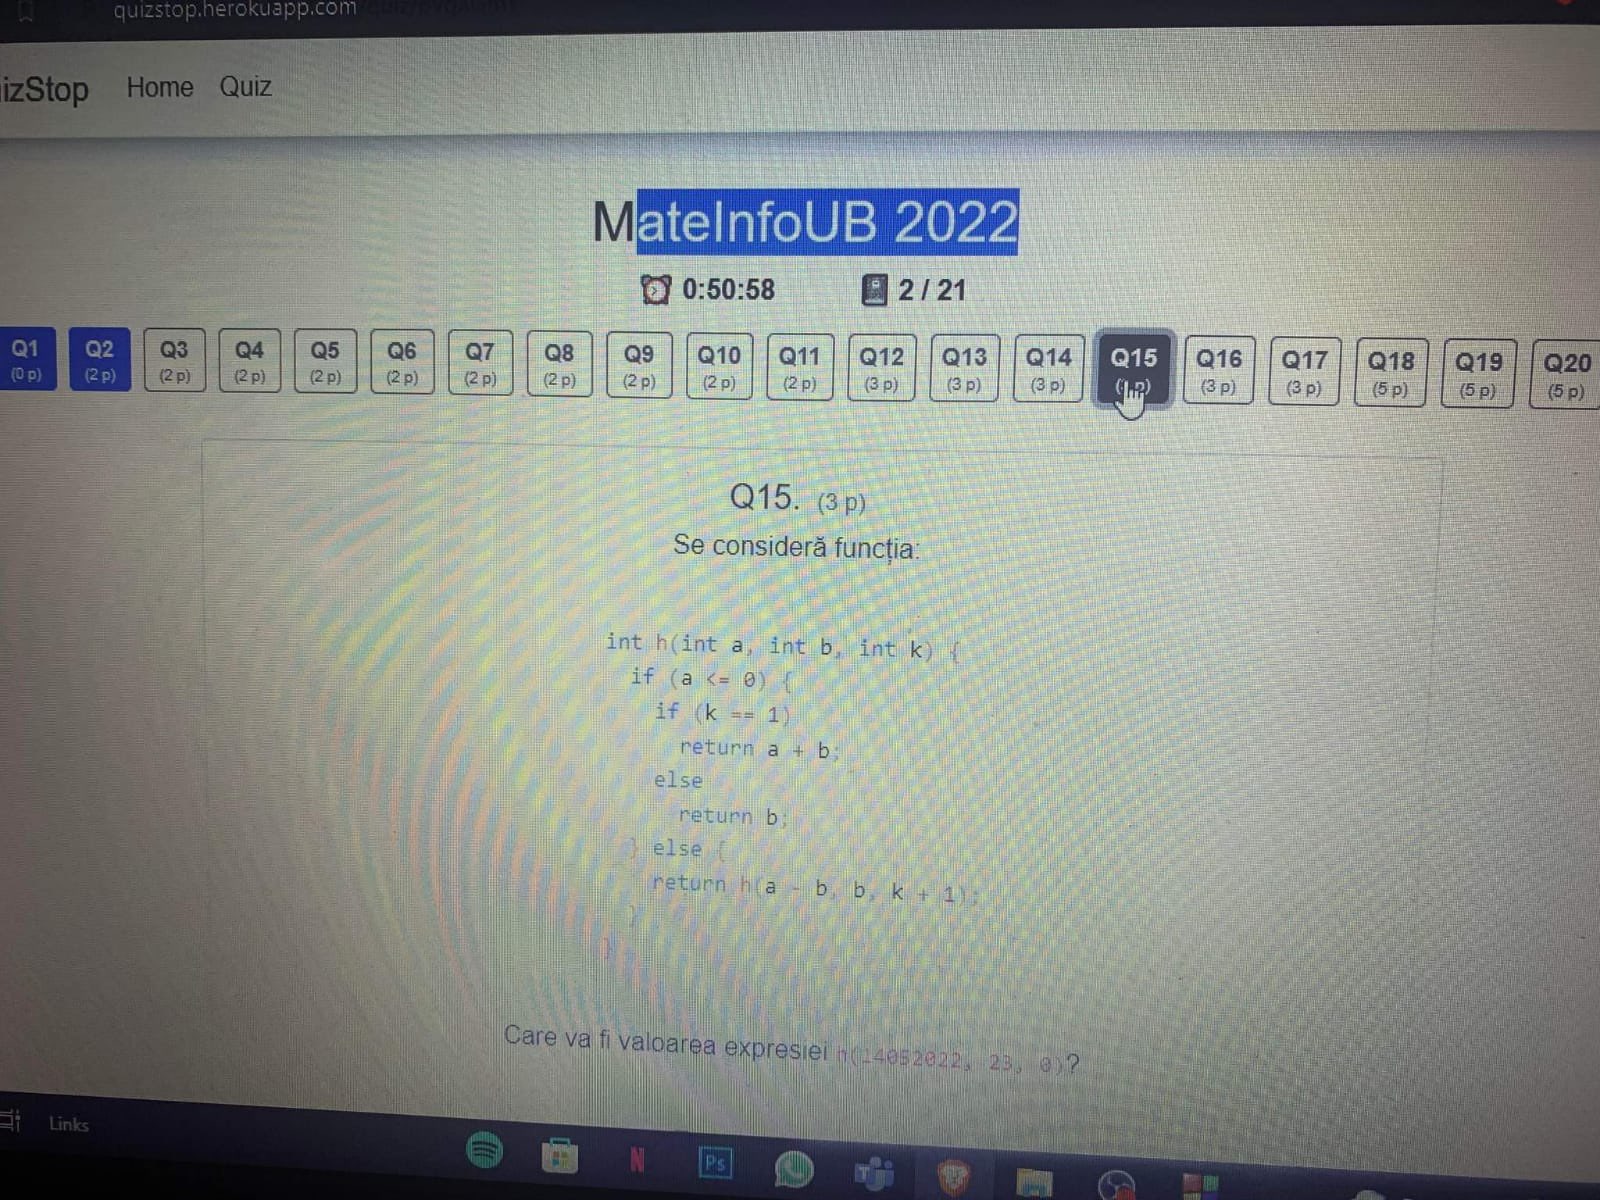 quizstop.herokuapp.com
izStop Home Quiz
MateInfoUB 2022
0:50:58 2 / 21
Q1 Q2 Q3 Q4 Q5 Q6 Q7 Q8 Q9 Q10 Q11 Q12 Q13 Q14 Q15 Q16 Q17 Q18 Q19 Q20
(0 p) (2 p) (2 p) (2 p) (2 p) (2 p) (2 p) (2 p) (2 p) (2 p) (2 p) (3 p) (3 p) (3 p) (3 p) (3 p) (5 p) (5 p) (5 p)
Q15. (3 p)
Se consideră funcția:
int h(int a, int b, int k) {
if (a <= 0) {
if (k == 1)
return a + b;
else
return b;
} else {
return h(a - b, b, k + 1);
}
}
Care va fi valoarea expresiei h(14052022, 23, 0)?
Links
N
Ps
T